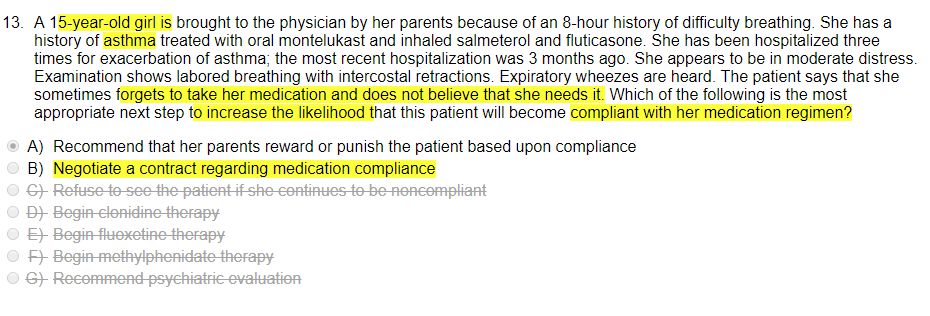 13. A 15-year-old girl is brought to the physician by her parents because of an 8-hour history of difficulty breathing. She has a
history of asthma treated with oral montelukast and inhaled salmeterol and fluticasone. She has been hospitalized three
times for exacerbation of asthma; the most recent hospitalization was 3 months ago. She appears to be in moderate distress.
Examination shows labored breathing with intercostal retractions. Expiratory wheezes are heard. The patient says that she
sometimes forgets to take her medication and does not believe that she needs it. Which of the following is the most
appropriate next step to increase the likelihood that this patient will become compliant with her medication regimen?
A) Recommend that her parents reward or punish the patient based upon compliance
B) Negotiate a contract regarding medication compliance
C) Refuse to see the patient if she continues to be noncompliant
D) Begin clonidine therapy
E) Begin fluoxetine therapy
F) Begin methylphenidate therapy
G) Recommend psychiatric evaluation